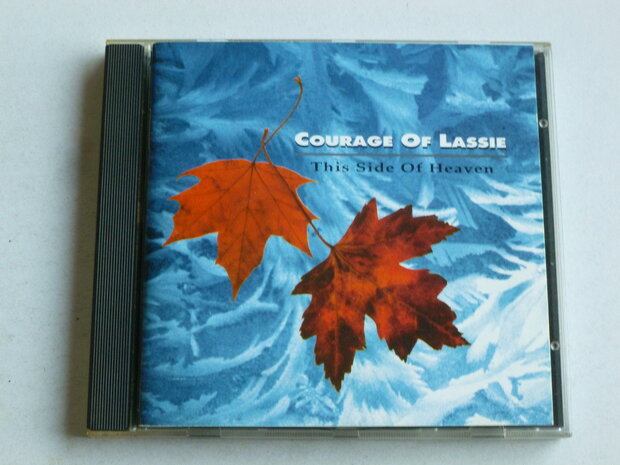 COURAGE OF LASSIE
This Side Of Heaven